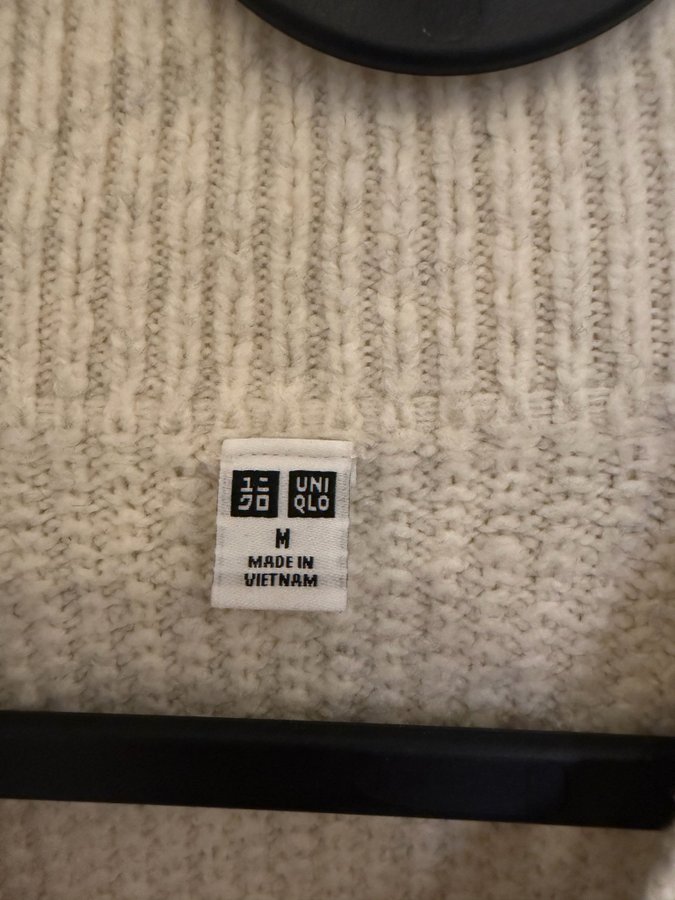 ユニ UNI
クロ QLO
M
MADE IN
VIETNAM